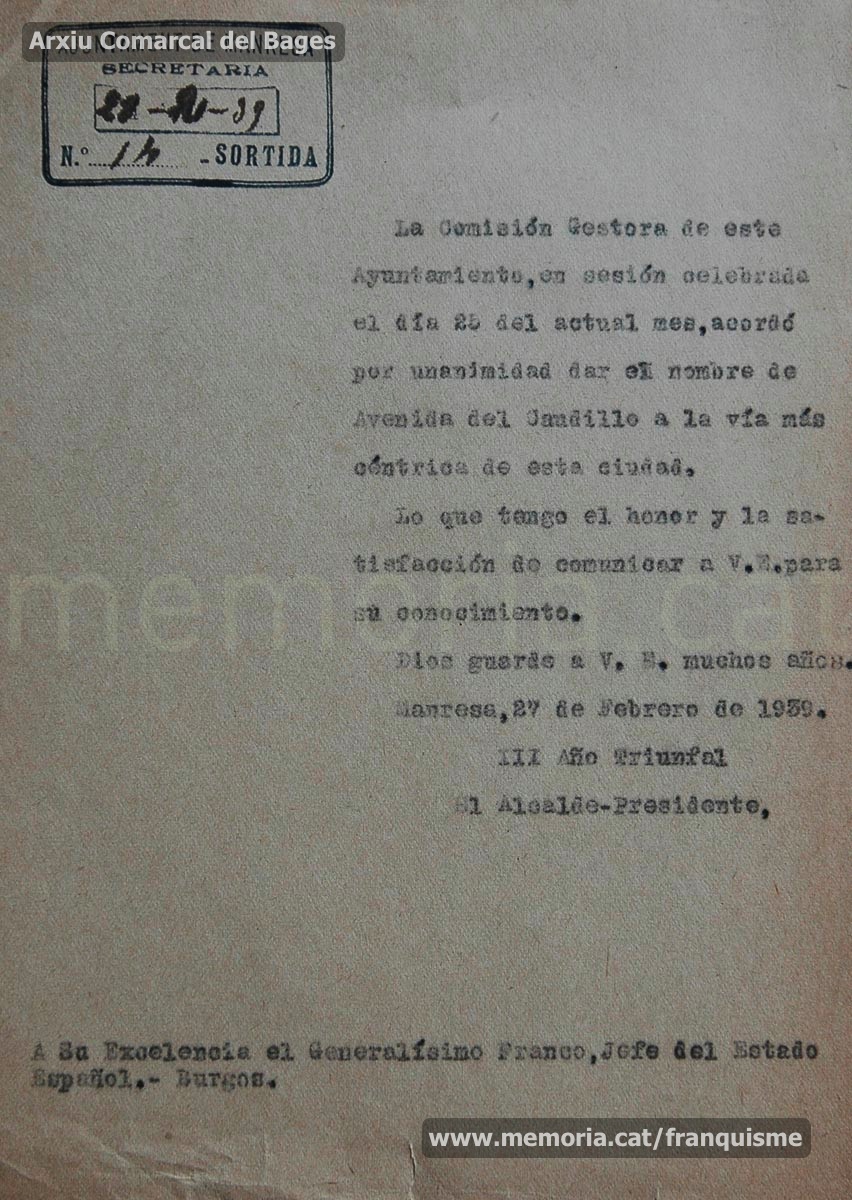 Arxiu Comarcal del Bages
AJUNTAMENT DE MANRESA
SECRETARIA
-39
N.º 14 -SORTIDA
La Comisión Gestora de este
Ayuntamiento,en sesión celebrada
el día 25 del actual mes,acordó
por unanimidad dar el nombre de
Avenida del Caudillo a la vía más
céntrica de esta ciudad.
Lo que tengo el honor y la sa-
tisfacción de comunicar a V.E.para
su conocimiento.
memoria.cat
Dios guarde a V. E. muchos años.
Manresa,27 de Febrero de 1939.
III Año Triunfal
El Alcalde-Presidente,
A Su Excelencia el Generalísimo Franco,Jefe del Estado
Español.- Burgos.
www.memoria.cat/franquisme